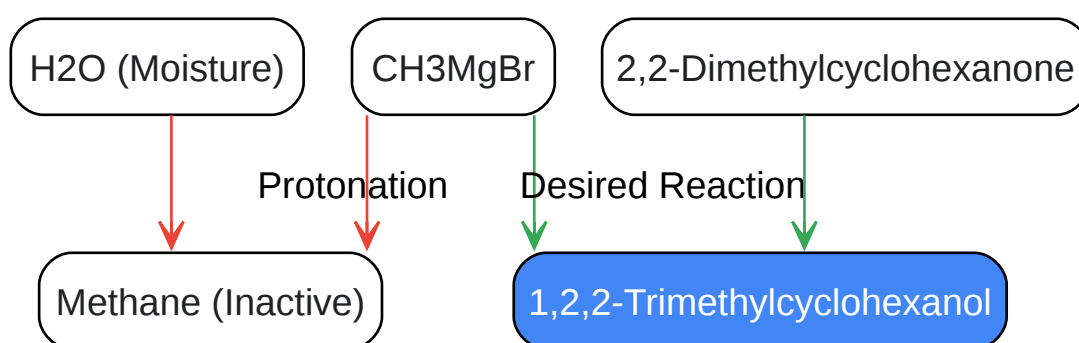 H2O (Moisture)
CH3MgBr
2,2-Dimethylcyclohexanone
Protonation
Desired Reaction
Methane (Inactive)
1,2,2-Trimethylcyclohexanol